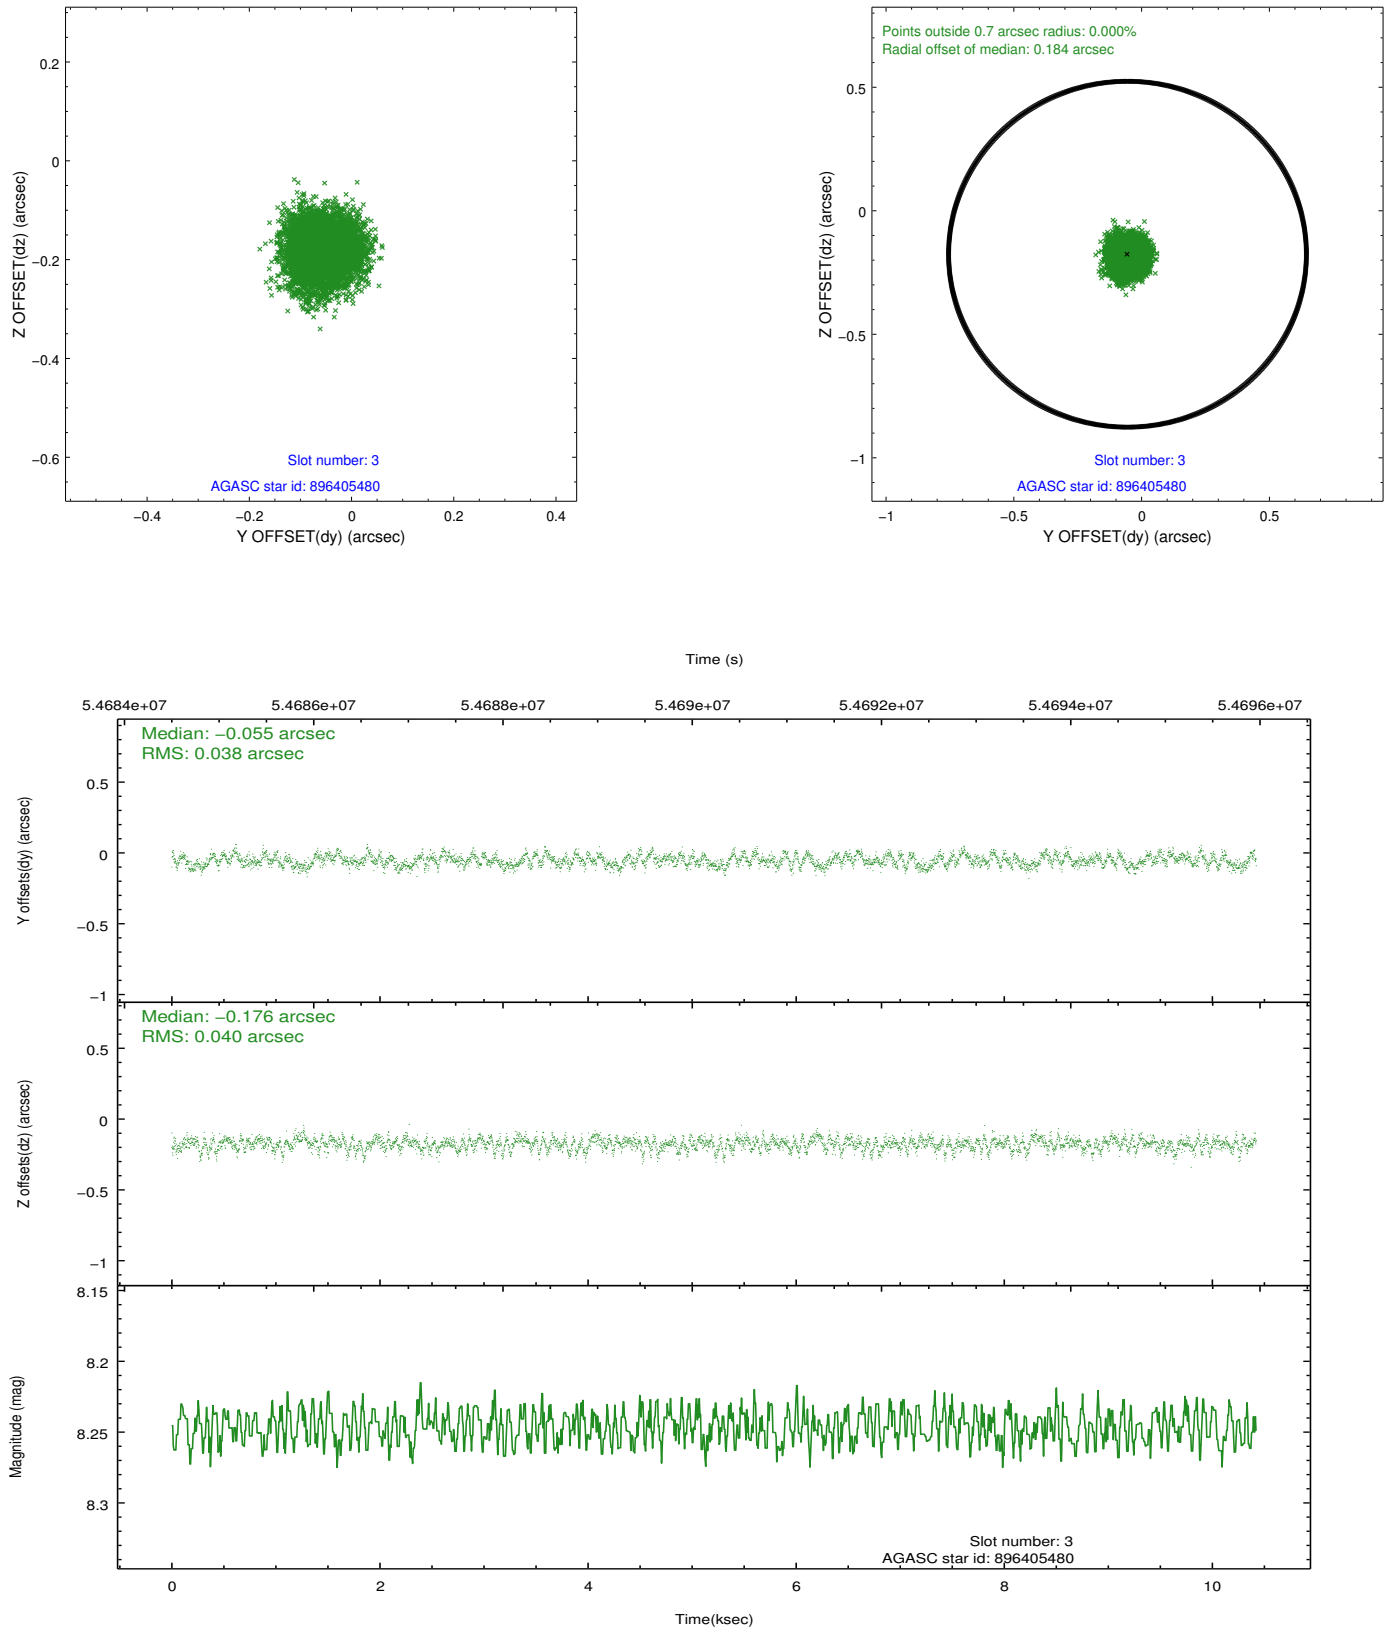 0.2
0
−0.2
−0.4
−0.6
Z OFFSET(dz) (arcsec)
Slot number: 3
AGASC star id: 896405480
−0.4
−0.2
0
0.2
0.4
Y OFFSET(dy) (arcsec)
Points outside 0.7 arcsec radius: 0.000%
Radial offset of median: 0.184 arcsec
0.5
0
−0.5
−1
Z OFFSET(dz) (arcsec)
Slot number: 3
AGASC star id: 896405480
−1
−0.5
0
0.5
Y OFFSET(dy) (arcsec)
Time (s)
5.4684e+07
5.4686e+07
5.4688e+07
5.469e+07
5.4692e+07
5.4694e+07
5.4696e+07
Median: −0.055 arcsec
RMS: 0.038 arcsec
0.5
0
−0.5
−1
Y offsets(dy) (arcsec)
Median: −0.176 arcsec
RMS: 0.040 arcsec
0.5
0
−0.5
−1
Z offsets(dz) (arcsec)
8.15
8.2
8.25
8.3
Magnitude (mag)
Slot number: 3
AGASC star id: 896405480
0
2
4
6
8
10
Time(ksec)